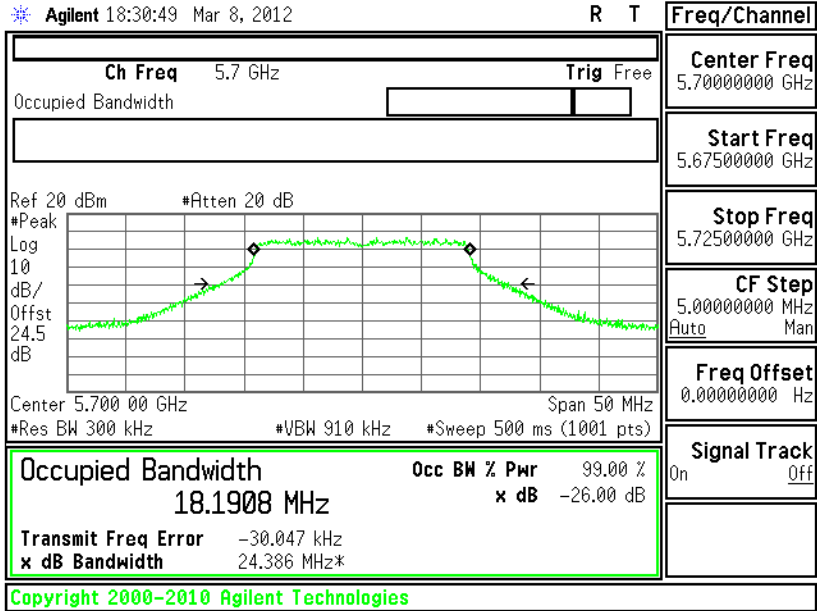 Agilent 18:30:49 Mar 8, 2012 R T
Freq/Channel
Ch Freq 5.7 GHz Trig Free
Occupied Bandwidth
Center Freq
5.70000000 GHz
Start Freq
5.67500000 GHz
Stop Freq
5.72500000 GHz
CF Step
5.00000000 MHz
Auto Man
Freq Offset
0.00000000 Hz
Signal Track
On Off
Ref 20 dBm #Atten 20 dB
#Peak
Log
10
dB/
Offst
24.5
dB
Center 5.700 00 GHz Span 50 MHz
#Res BW 300 kHz #VBW 910 kHz #Sweep 500 ms (1001 pts)
Occupied Bandwidth
18.1908 MHz
Occ BW % Pwr 99.00 %
x dB -26.00 dB
Transmit Freq Error -30.047 kHz
x dB Bandwidth 24.386 MHz*
Copyright 2000-2010 Agilent Technologies